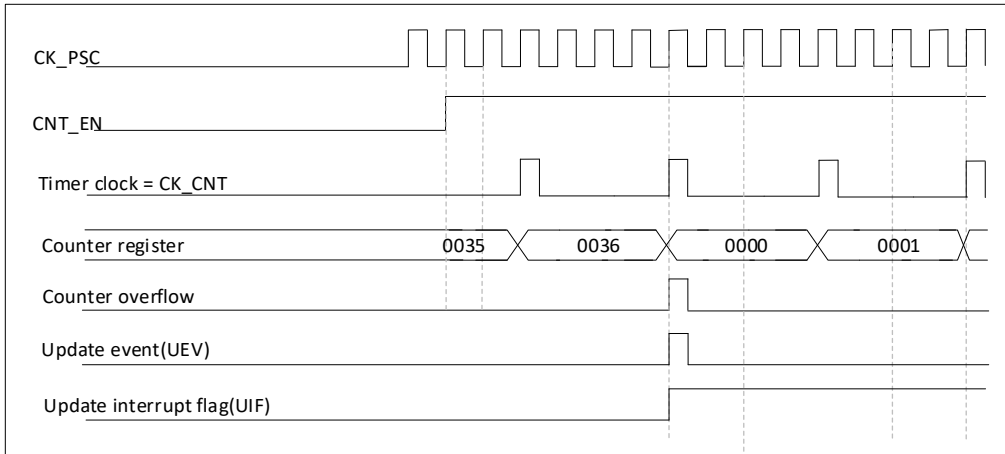 CK_PSC
CNT_EN
Timer clock = CK_CNT
Counter register 0035 0036 0000 0001
Counter overflow
Update event(UEV)
Update interrupt flag(UIF)